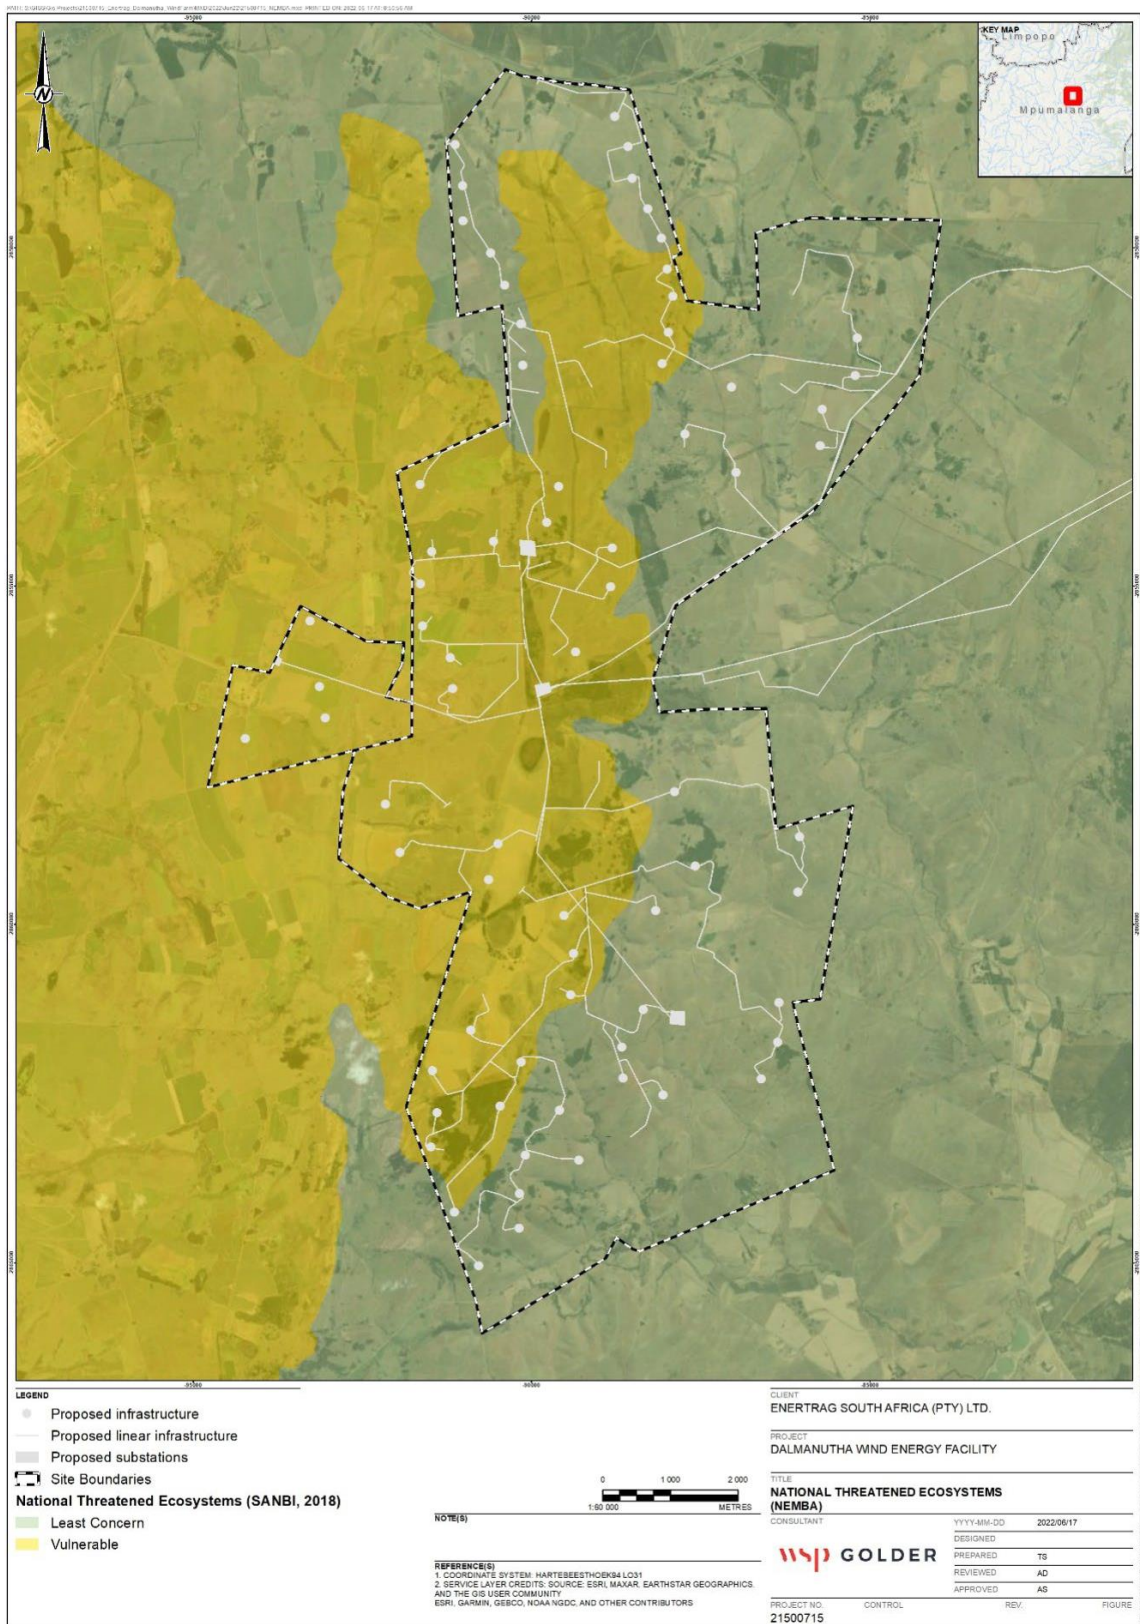 KEY MAP
Limpopo
Mpumalanga
N
LEGEND
Proposed infrastructure
Proposed linear infrastructure
Proposed substations
Site Boundaries
National Threatened Ecosystems (SANBI, 2018)
Least Concern
Vulnerable
0 1 000 2 000
1:60 000 METRES
NOTE(S)
REFERENCE(S)
1. COORDINATE SYSTEM: HARTEBEESTHOEK94 LO31
2. SERVICE LAYER CREDITS: SOURCE: ESRI, MAXAR, EARTHSTAR GEOGRAPHICS,
AND THE GIS USER COMMUNITY
ESRI, GARMIN, GEBCO, NOAA NGDC, AND OTHER CONTRIBUTORS
CLIENT
ENERTRAG SOUTH AFRICA (PTY) LTD.
PROJECT
DALMANUTHA WIND ENERGY FACILITY
TITLE
NATIONAL THREATENED ECOSYSTEMS
(NEMBA)
CONSULTANT
wsp GOLDER
YYYY-MM-DD 2022/06/17
DESIGNED
PREPARED TS
REVIEWED AD
APPROVED AS
PROJECT NO. CONTROL REV. FIGURE
21500715